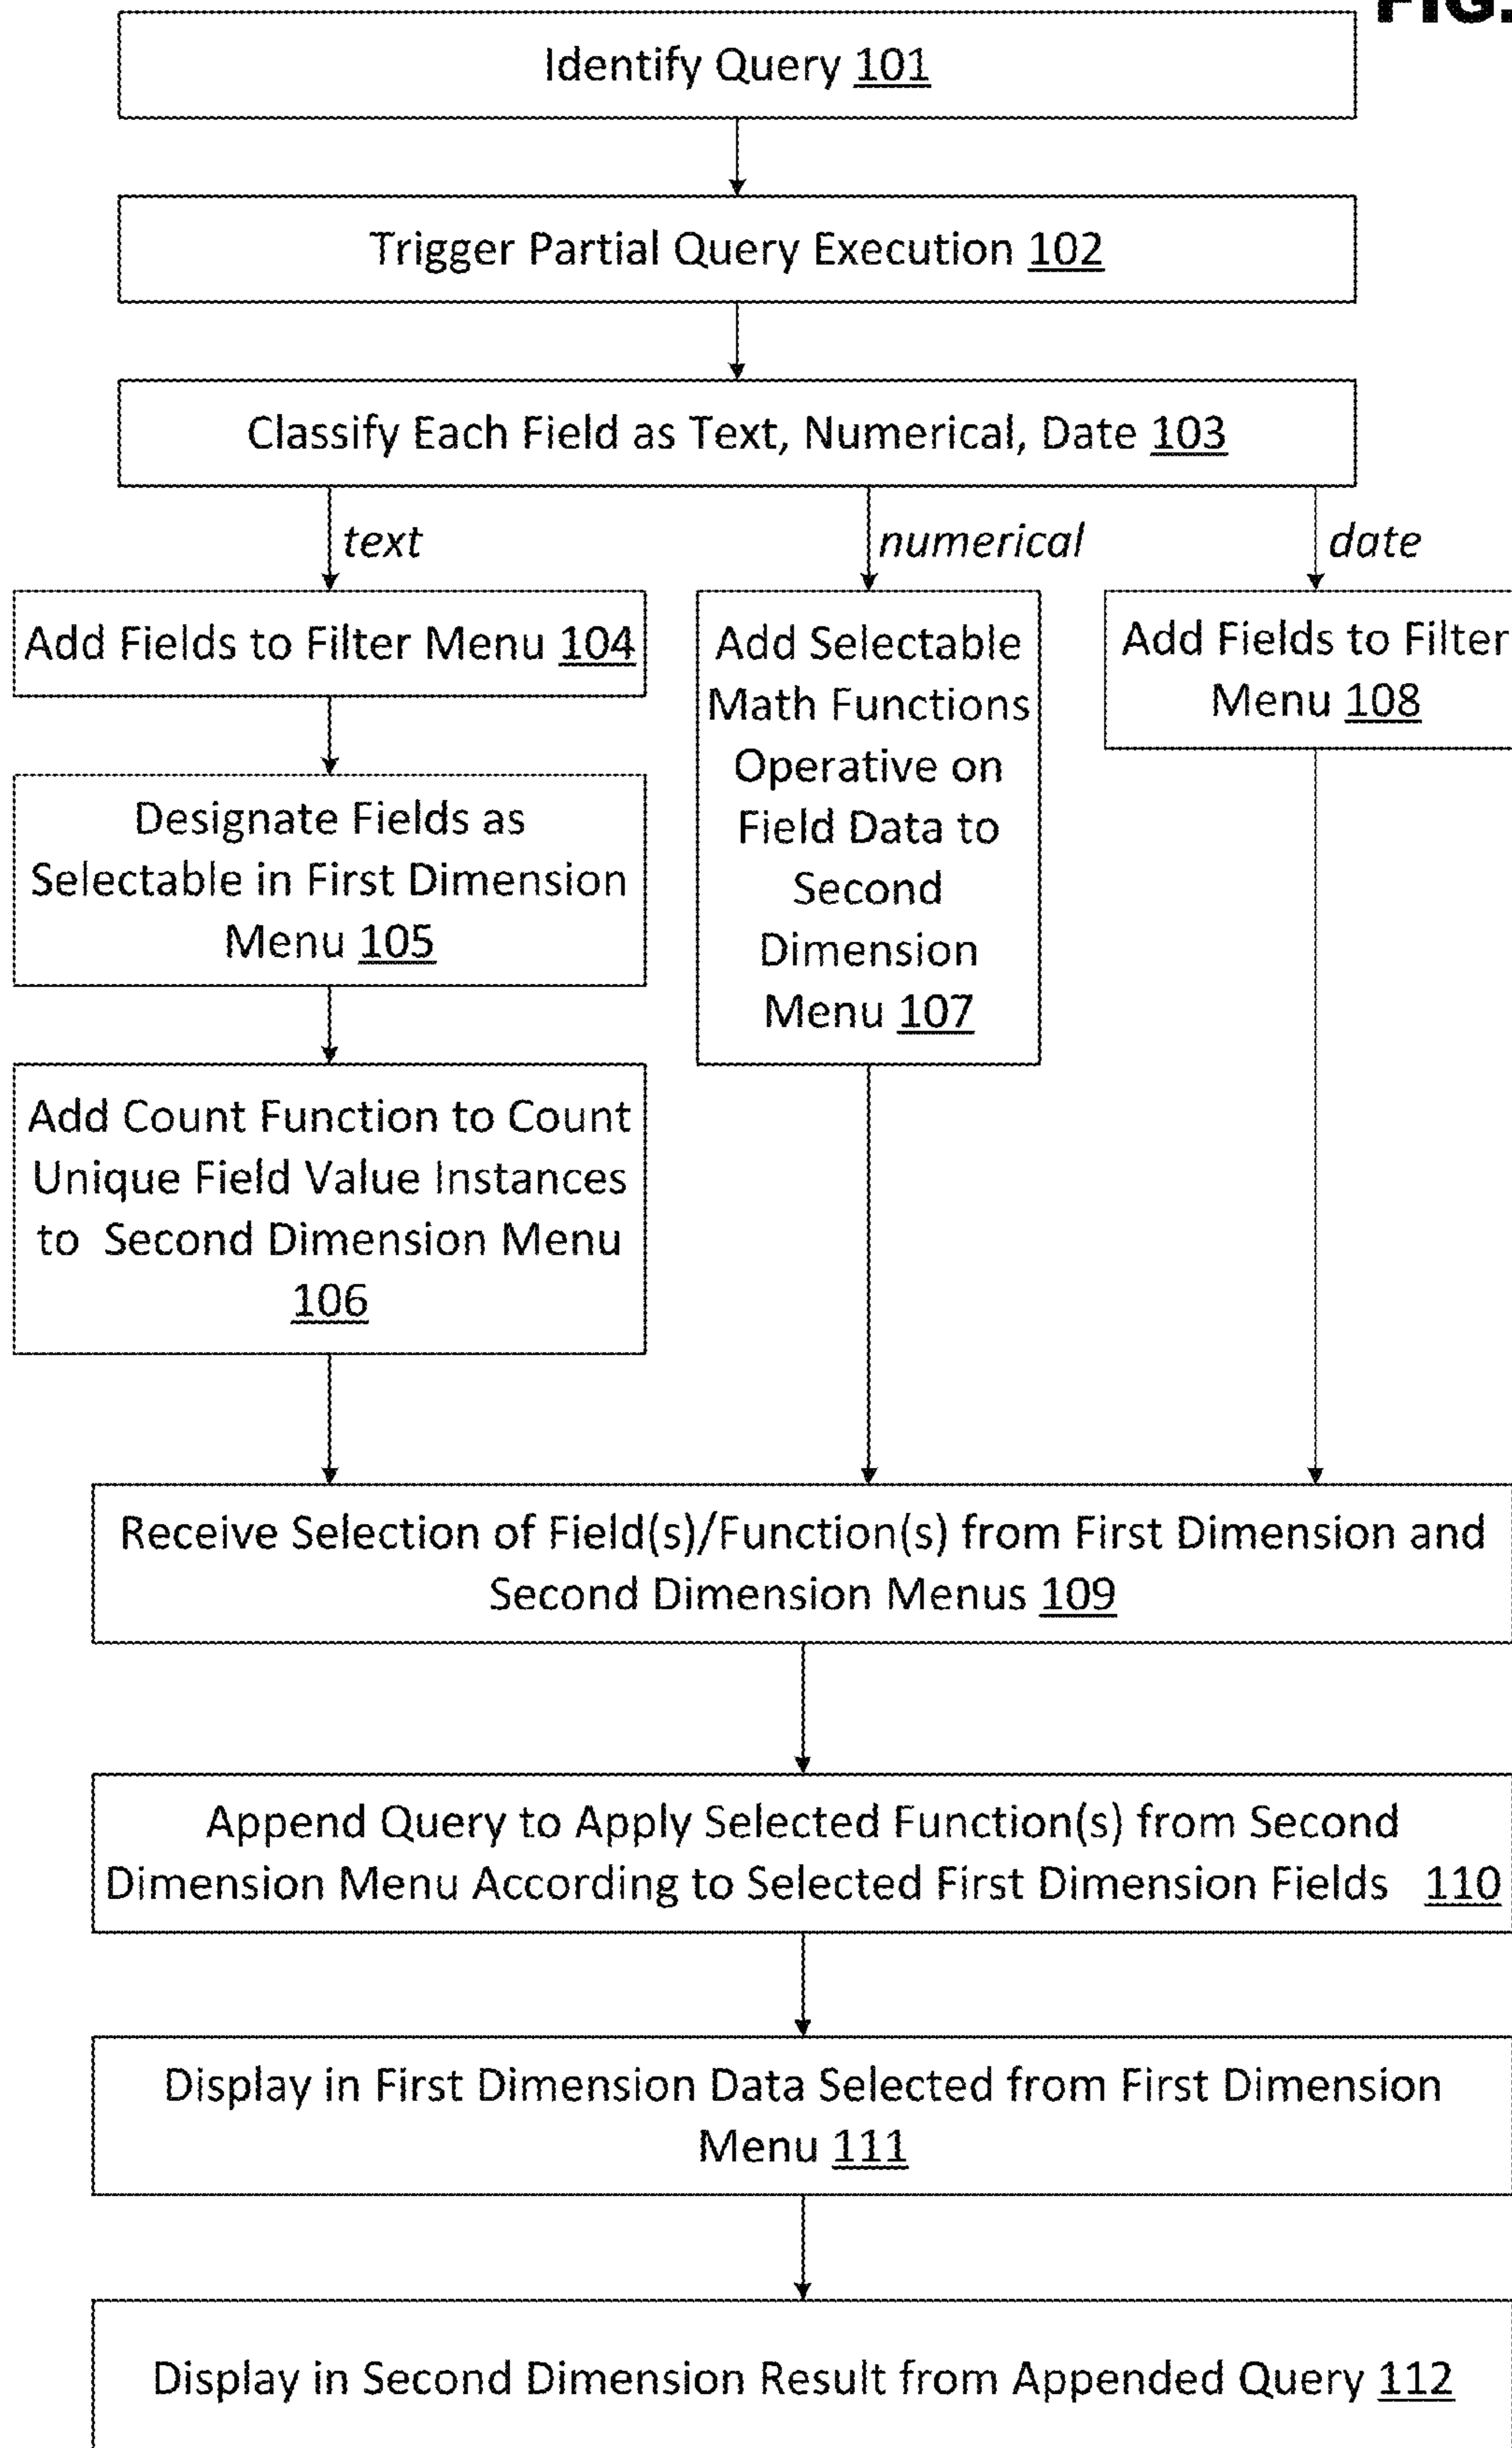 FIG.
Identify Query 101
Trigger Partial Query Execution 102
Classify Each Field as Text, Numerical, Date 103
text
numerical
date
Add Fields to Filter Menu 104
Designate Fields as
Selectable in First Dimension
Menu 105
Add Count Function to Count
Unique Field Value Instances
to Second Dimension Menu
106
Add Selectable
Math Functions
Operative on
Field Data to
Second
Dimension
Menu 107
Add Fields to Filter
Menu 108
Receive Selection of Field(s)/Function(s) from First Dimension and
Second Dimension Menus 109
Append Query to Apply Selected Function(s) from Second
Dimension Menu According to Selected First Dimension Fields 110
Display in First Dimension Data Selected from First Dimension
Menu 111
Display in Second Dimension Result from Appended Query 112